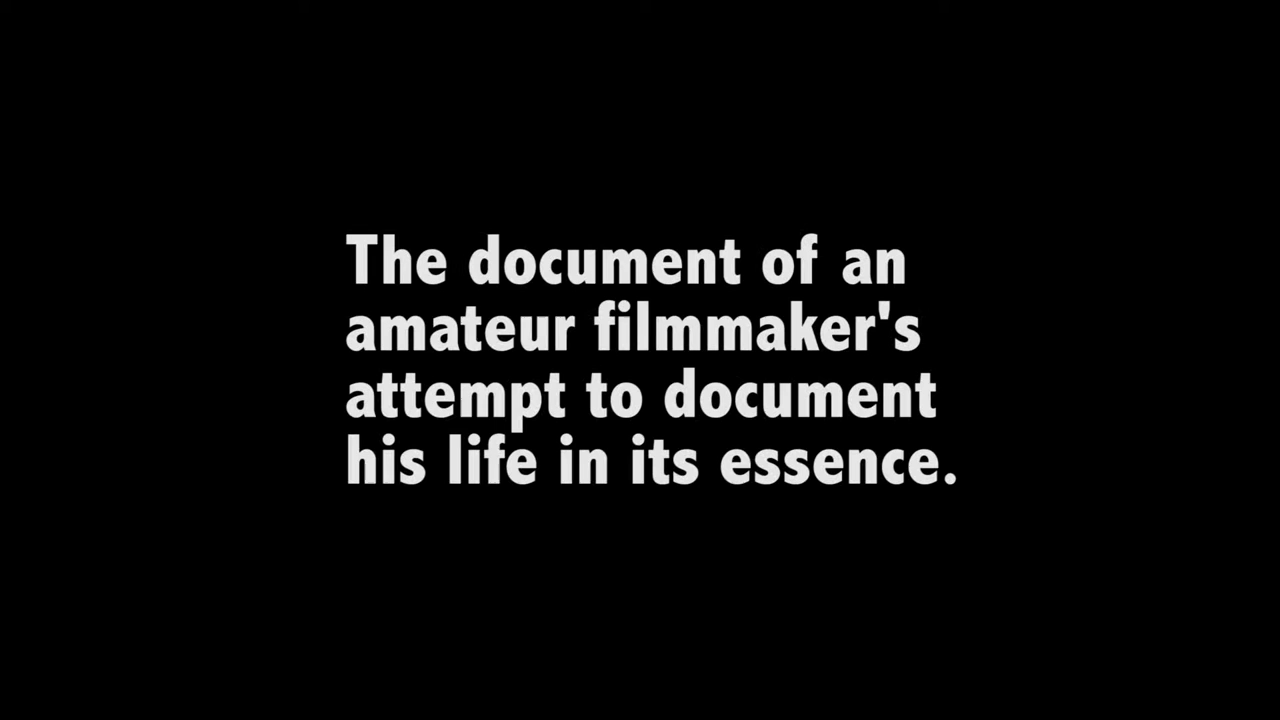 The document of an
amateur filmmaker's
attempt to document
his life in its essence.